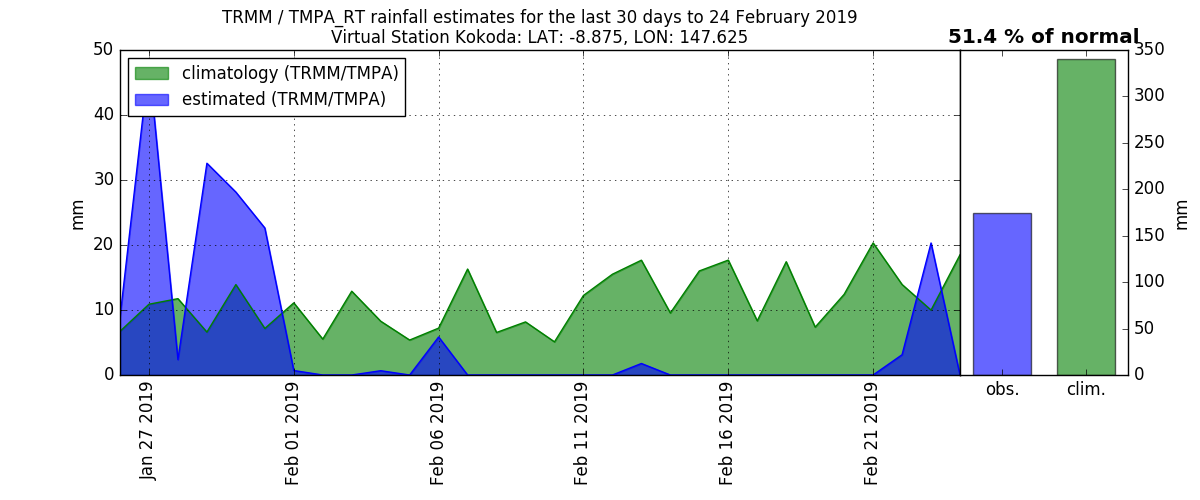 TRMM / TMPA_RT rainfall estimates for the last 30 days to 24 February 2019
Virtual Station Kokoda: LAT: -8.875, LON: 147.625
51.4 % of normal
climatology (TRMM/TMPA)
estimated (TRMM/TMPA)
50
40
30
20
10
0
mm
Jan 27 2019
Feb 01 2019
Feb 06 2019
Feb 11 2019
Feb 16 2019
Feb 21 2019
obs.
clim.
350
300
250
200
150
100
50
0
mm